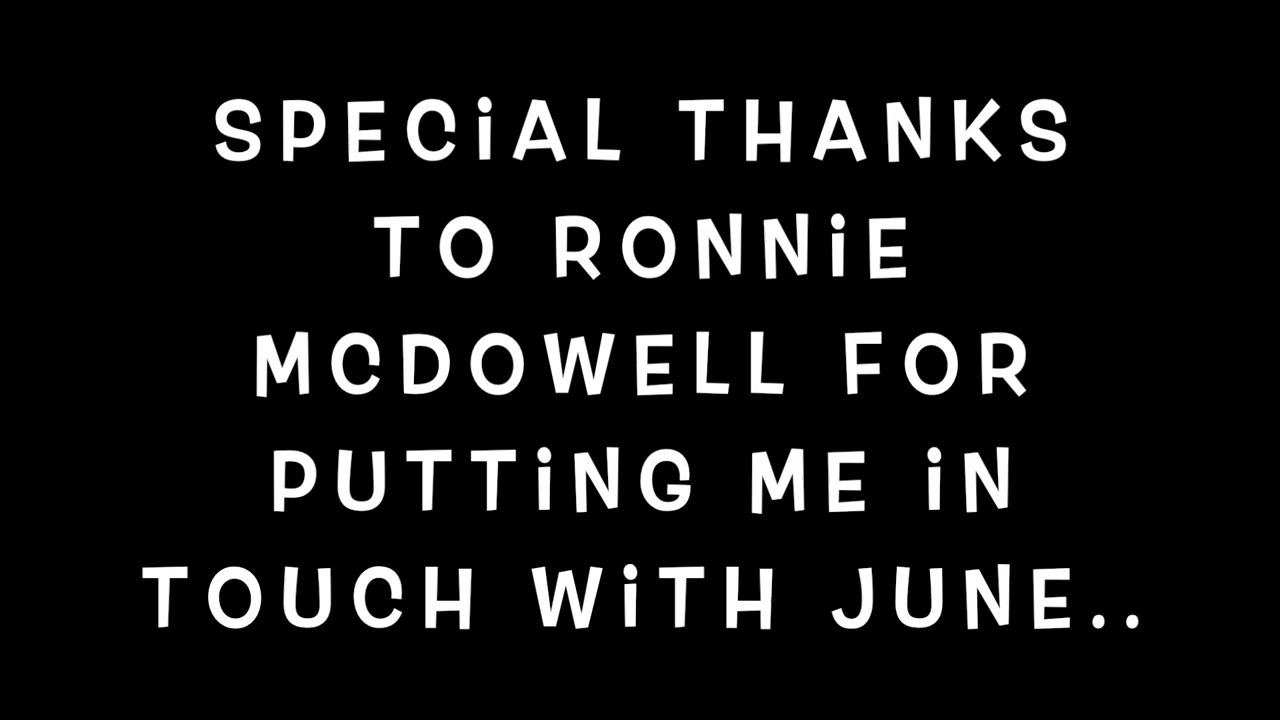 SPECiAL THANKS
TO RONNiE
MCDOWELL FOR
PUTTiNG ME iN
TOUCH WiTH JUNE..